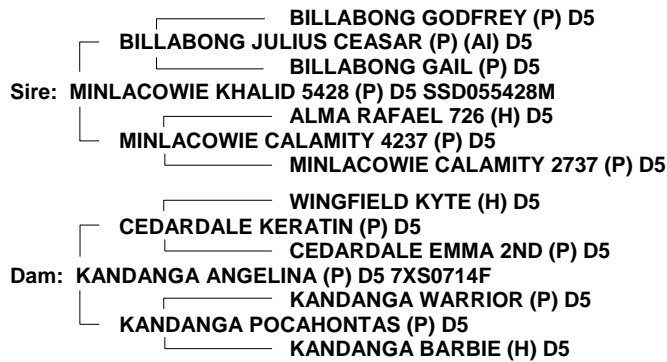 BILLABONG GODFREY (P) D5
BILLABONG JULIUS CEASAR (P) (AI) D5
BILLABONG GAIL (P) D5
Sire: MINLACOWIE KHALID 5428 (P) D5 SSD055428M
ALMA RAFAEL 726 (H) D5
MINLACOWIE CALAMITY 4237 (P) D5
MINLACOWIE CALAMITY 2737 (P) D5
WINGFIELD KYTE (H) D5
CEDARDALE KERATIN (P) D5
CEDARDALE EMMA 2ND (P) D5
Dam: KANDANGA ANGELINA (P) D5 7XS0714F
KANDANGA WARRIOR (P) D5
KANDANGA POCAHONTAS (P) D5
KANDANGA BARBIE (H) D5